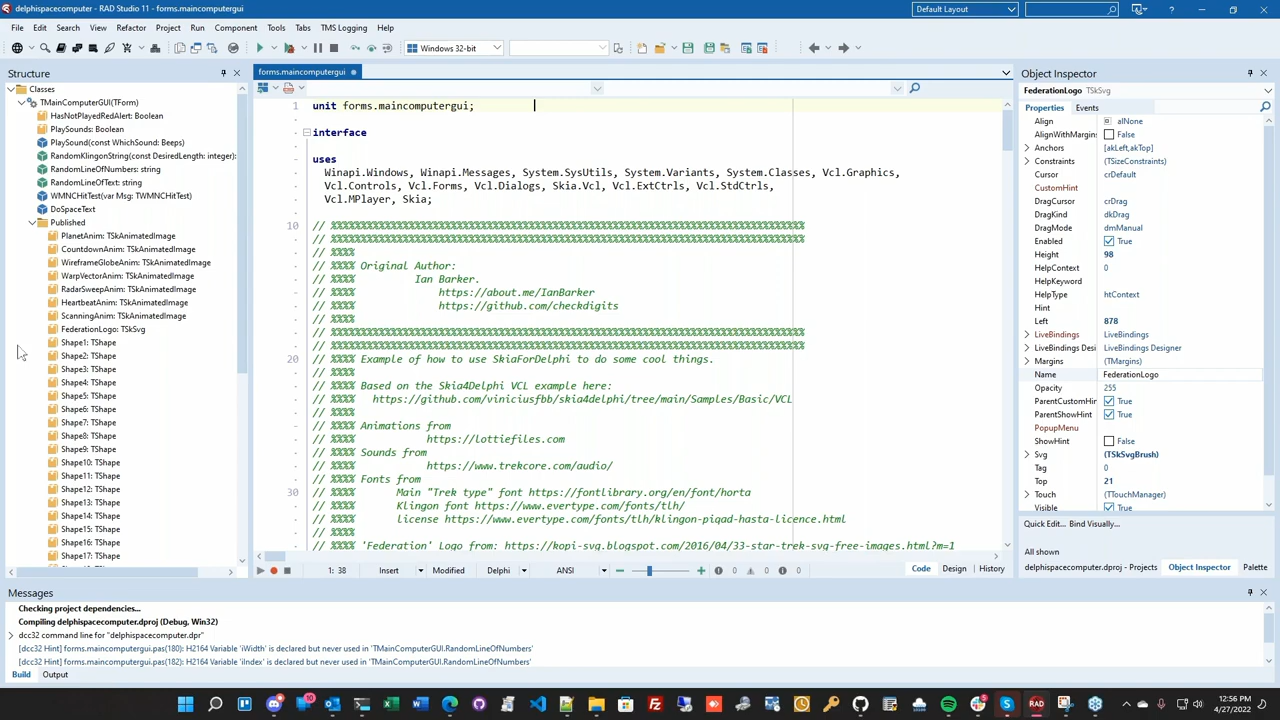 delphispacecomputer - RAD Studio 11 - forms.maincomputergui
Default Layout
File Edit Search View Refactor Project Run Component Tools Tabs TMS Logging Help
Windows 32-bit
Structure
Classes
TMainComputerGUI(TForm)
HasNotPlayedRedAlert: Boolean
PlaySounds: Boolean
PlaySound(const WhichSound: Beeps)
RandomKlingonString(const DesiredLength: integer):
RandomLineOfNumbers: string
RandomLineOfText: string
WMNCHitTest(var Msg: TWMNCHitTest)
DoSpaceText
Published
PlanetAnim: TSkAnimatedImage
CountdownAnim: TSkAnimatedImage
WireframeGlobeAnim: TSkAnimatedImage
WarpVectorAnim: TSkAnimatedImage
RadarSweepAnim: TSkAnimatedImage
HeartbeatAnim: TSkAnimatedImage
ScanningAnim: TSkAnimatedImage
FederationLogo: TSkSvg
Shape1: TShape
Shape2: TShape
Shape3: TShape
Shape4: TShape
Shape5: TShape
Shape6: TShape
Shape7: TShape
Shape8: TShape
Shape9: TShape
Shape10: TShape
Shape11: TShape
Shape12: TShape
Shape13: TShape
Shape14: TShape
Shape15: TShape
Shape16: TShape
Shape17: TShape
forms.maincomputergui
1 unit forms.maincomputergui;
interface
uses
Winapi.Windows, Winapi.Messages, System.SysUtils, System.Variants, System.Classes, Vcl.Graphics,
Vcl.Controls, Vcl.Forms, Vcl.Dialogs, Skia.Vcl, Vcl.ExtCtrls, Vcl.StdCtrls,
Vcl.MPlayer, Skia;
10 // %%%%%%%%%%%%%%%%%%%%%%%%%%%%%%%%%%%%%%%%%%%%%%%%%%%%%%%%%%%%%%%%%%%%%%%%%%%%%%%
// %%%%%%%%%%%%%%%%%%%%%%%%%%%%%%%%%%%%%%%%%%%%%%%%%%%%%%%%%%%%%%%%%%%%%%%%%%%%%%%
// %%%%
// %%%% Original Author:
// %%%% Ian Barker.
// %%%% https://about.me/IanBarker
// %%%% https://github.com/checkdigits
// %%%%
// %%%%%%%%%%%%%%%%%%%%%%%%%%%%%%%%%%%%%%%%%%%%%%%%%%%%%%%%%%%%%%%%%%%%%%%%%%%%%%%
// %%%%%%%%%%%%%%%%%%%%%%%%%%%%%%%%%%%%%%%%%%%%%%%%%%%%%%%%%%%%%%%%%%%%%%%%%%%%%%%
20 // %%%% Example of how to use SkiaForDelphi to do some cool things.
// %%%%
// %%%% Based on the Skia4Delphi VCL example here:
// %%%% https://github.com/viniciusfbb/skia4delphi/tree/main/Samples/Basic/VCL
// %%%%
// %%%% Animations from
// %%%% https://lottiefiles.com
// %%%% Sounds from
// %%%% https://www.trekcore.com/audio/
// %%%% Fonts from
30 // %%%% Main "Trek type" font https://fontlibrary.org/en/font/horta
// %%%% Klingon font https://www.evertype.com/fonts/tlh/
// %%%% license https://www.evertype.com/fonts/tlh/klingon-piqad-hasta-licence.html
// %%%%
// %%%% 'Federation' Logo from: https://kopi-svg.blogspot.com/2016/04/33-star-trek-svg-free-images.html?m=1
1: 38 Insert Modified Delphi ANSI 0 0 0 Code Design History
Object Inspector
FederationLogo TSkSvg
Properties Events
Align alNone
AlignWithMargins False
Anchors [akLeft,akTop]
Constraints (TSizeConstraints)
Cursor crDefault
CustomHint
DragCursor crDrag
DragKind dkDrag
DragMode dmManual
Enabled True
Height 98
HelpContext 0
HelpKeyword
HelpType htContext
Hint
Left 878
LiveBindings LiveBindings
LiveBindings Desi LiveBindings Designer
Margins (TMargins)
Name FederationLogo
Opacity 255
ParentCustomHin True
ParentShowHint True
PopupMenu
ShowHint False
Svg (TSkSvgBrush)
Tag 0
Top 21
Touch (TTouchManager)
Visible True
Quick Edit... Bind Visually...
All shown
delphispacecomputer.dproj - Projects Object Inspector Palette
Messages
Checking project dependencies...
Compiling delphispacecomputer.dproj (Debug, Win32)
dcc32 command line for "delphispacecomputer.dpr"
[dcc32 Hint] forms.maincomputergui.pas(180): H2164 Variable 'iWidth' is declared but never used in 'TMainComputerGUI.RandomLineOfNumbers'
[dcc32 Hint] forms.maincomputergui.pas(182): H2164 Variable 'iIndex' is declared but never used in 'TMainComputerGUI.RandomLineOfNumbers'
Build Output
12:56 PM
4/27/2022